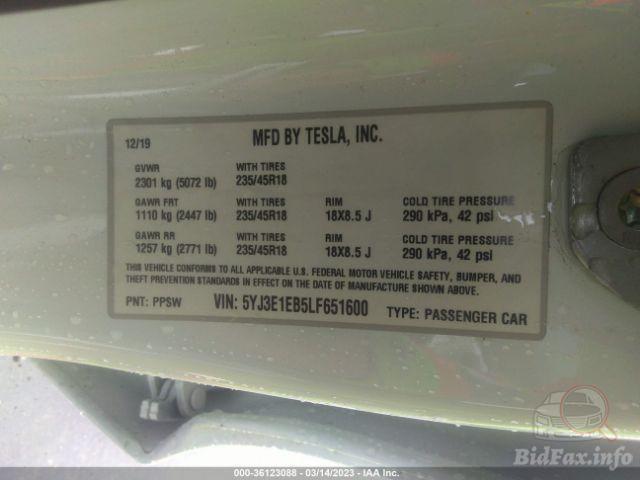 12/19 MFD BY TESLA, INC.
GVWR WITH TIRES
2301 kg (5072 lb) 235/45R18
GAWR FRT WITH TIRES RIM COLD TIRE PRESSURE
1110 kg (2447 lb) 235/45R18 18X8.5 J 290 kPa, 42 psi
GAWR RR WITH TIRES RIM COLD TIRE PRESSURE
1257 kg (2771 lb) 235/45R18 18X8.5 J 290 kPa, 42 psi
THIS VEHICLE CONFORMS TO ALL APPLICABLE U.S. FEDERAL MOTOR VEHICLE SAFETY, BUMPER, AND
THEFT PREVENTION STANDARDS IN EFFECT ON THE DATE OF MANUFACTURE SHOWN ABOVE.
PNT: PPSW VIN: 5YJ3E1EB5LF651600 TYPE: PASSENGER CAR
BidFax.info
000-36123088 - 03/14/2023 - IAA Inc.